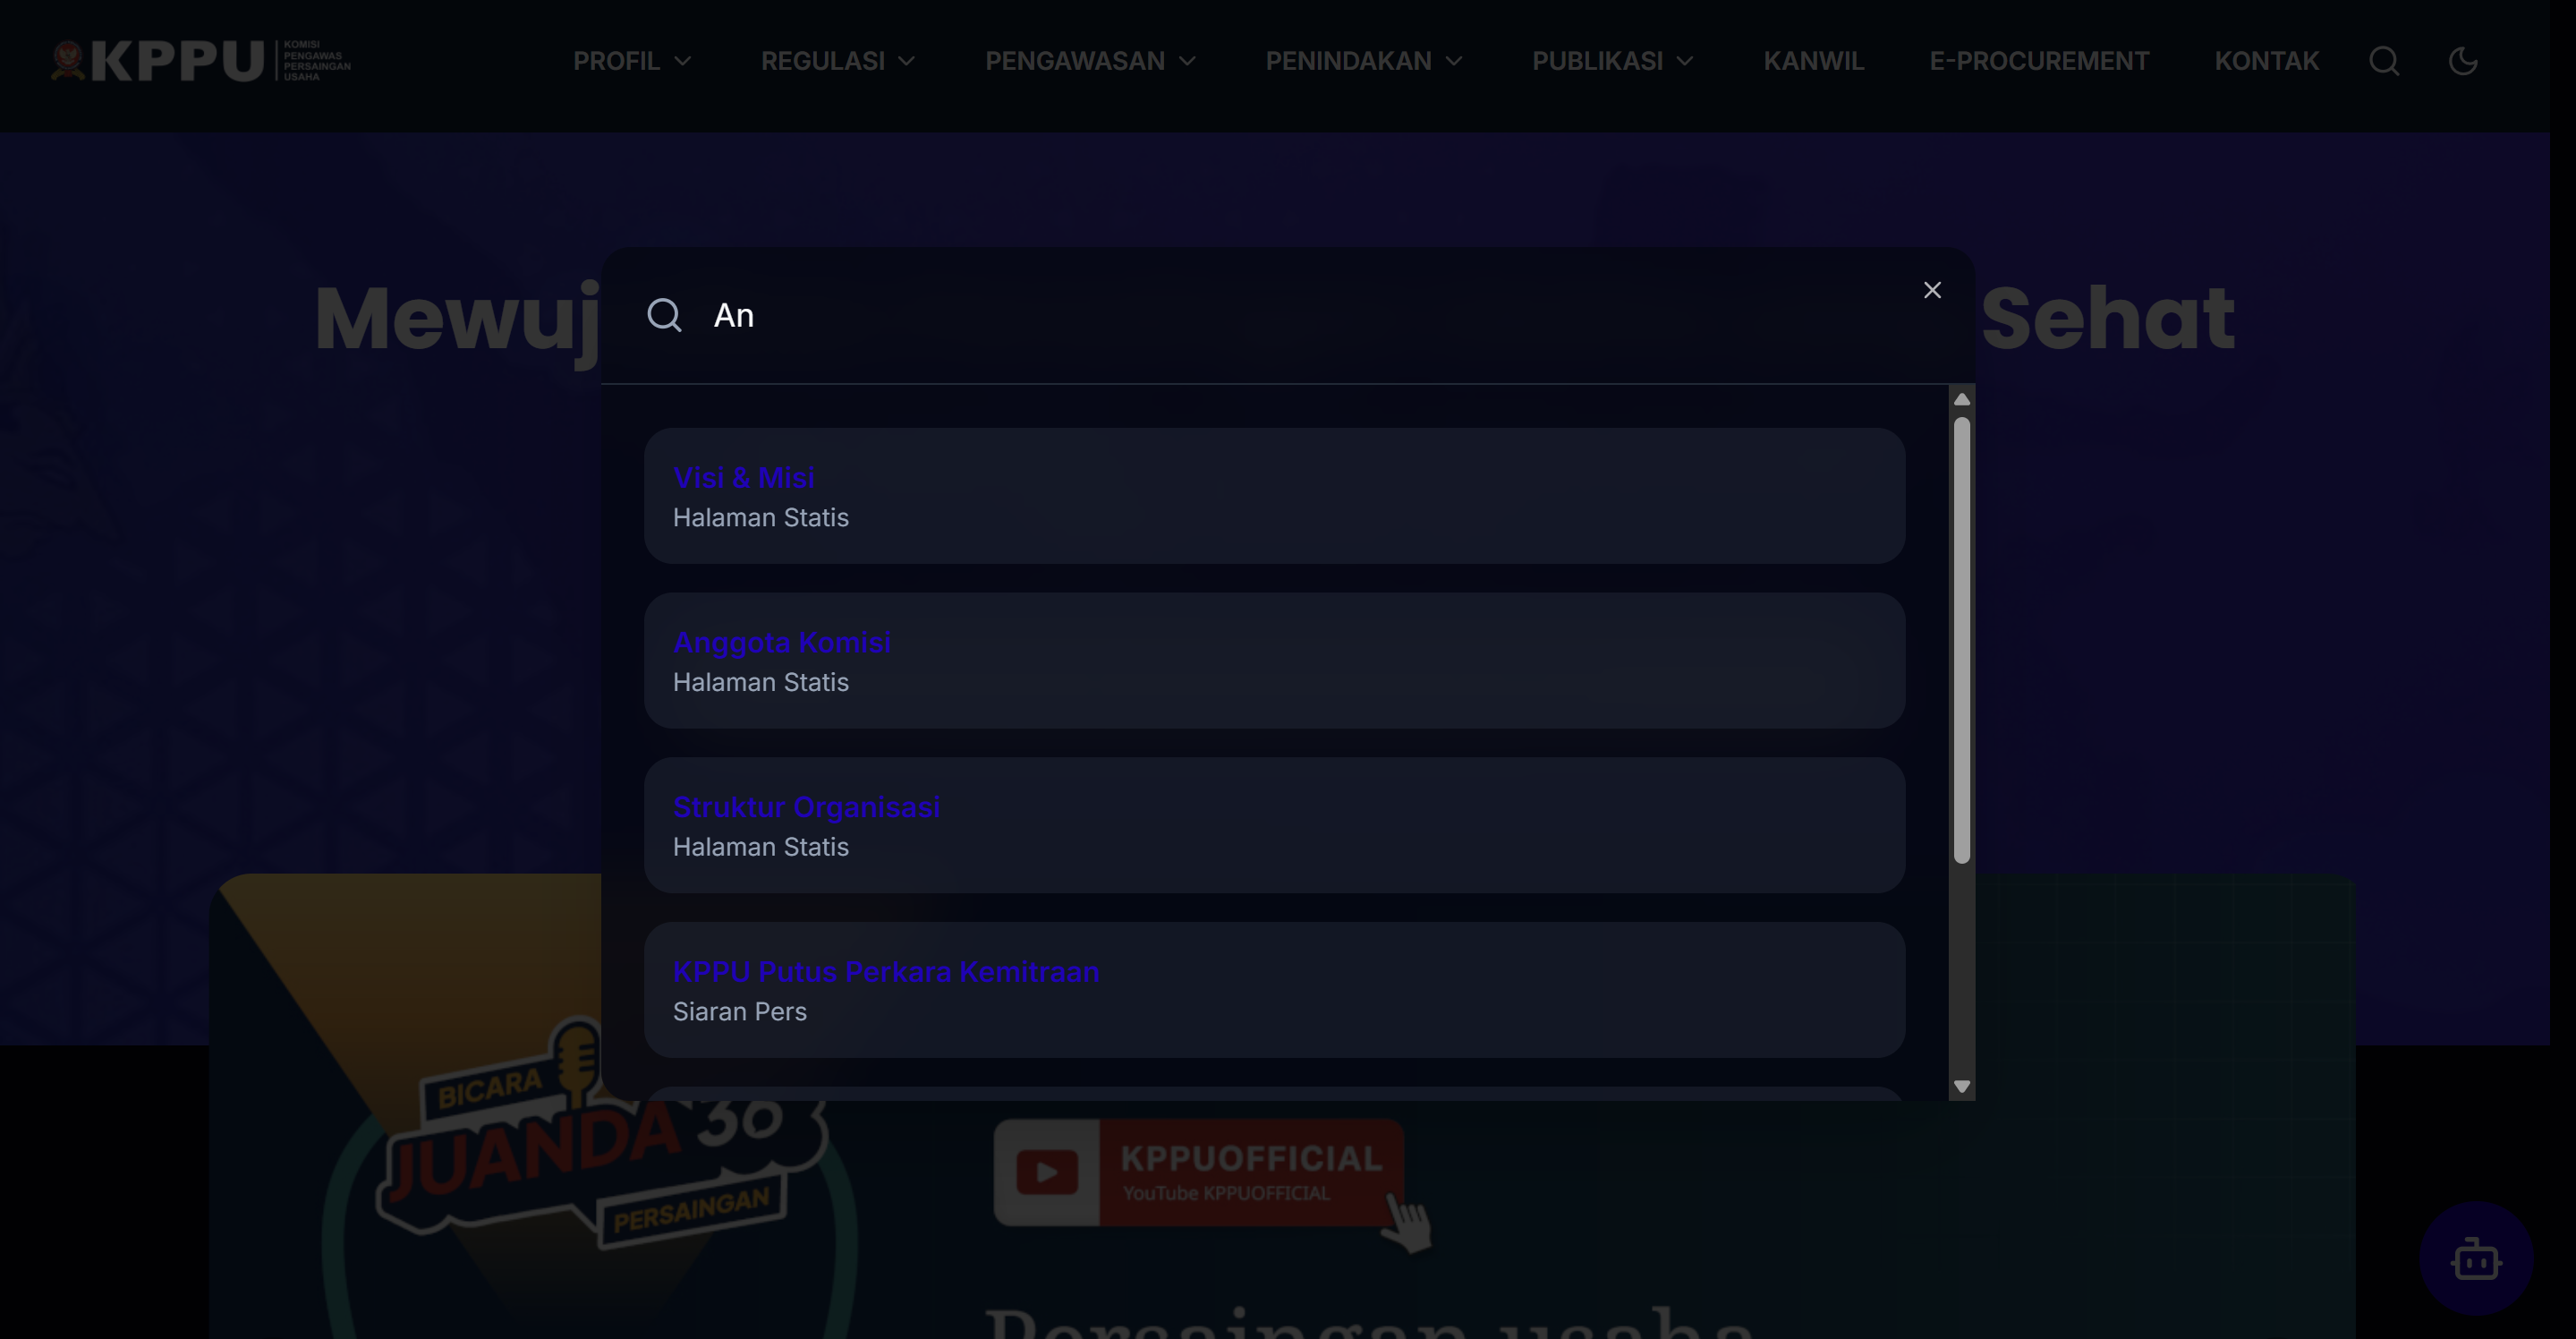 KPPU
KOMISI
PENGAWAS
PERSAINGAN
USAHA
PROFIL
REGULASI
PENGAWASAN
PENINDAKAN
PUBLIKASI
KANWIL
E-PROCUREMENT
KONTAK
Mewuj
Sehat
An
Visi & Misi
Halaman Statis
Anggota Komisi
Halaman Statis
Struktur Organisasi
Halaman Statis
KPPU Putus Perkara Kemitraan
Siaran Pers
BICARA
JUANDA 36
PERSAINGAN
KPPUOFFICIAL
YouTube KPPUOFFICIAL
Persaingan usaha